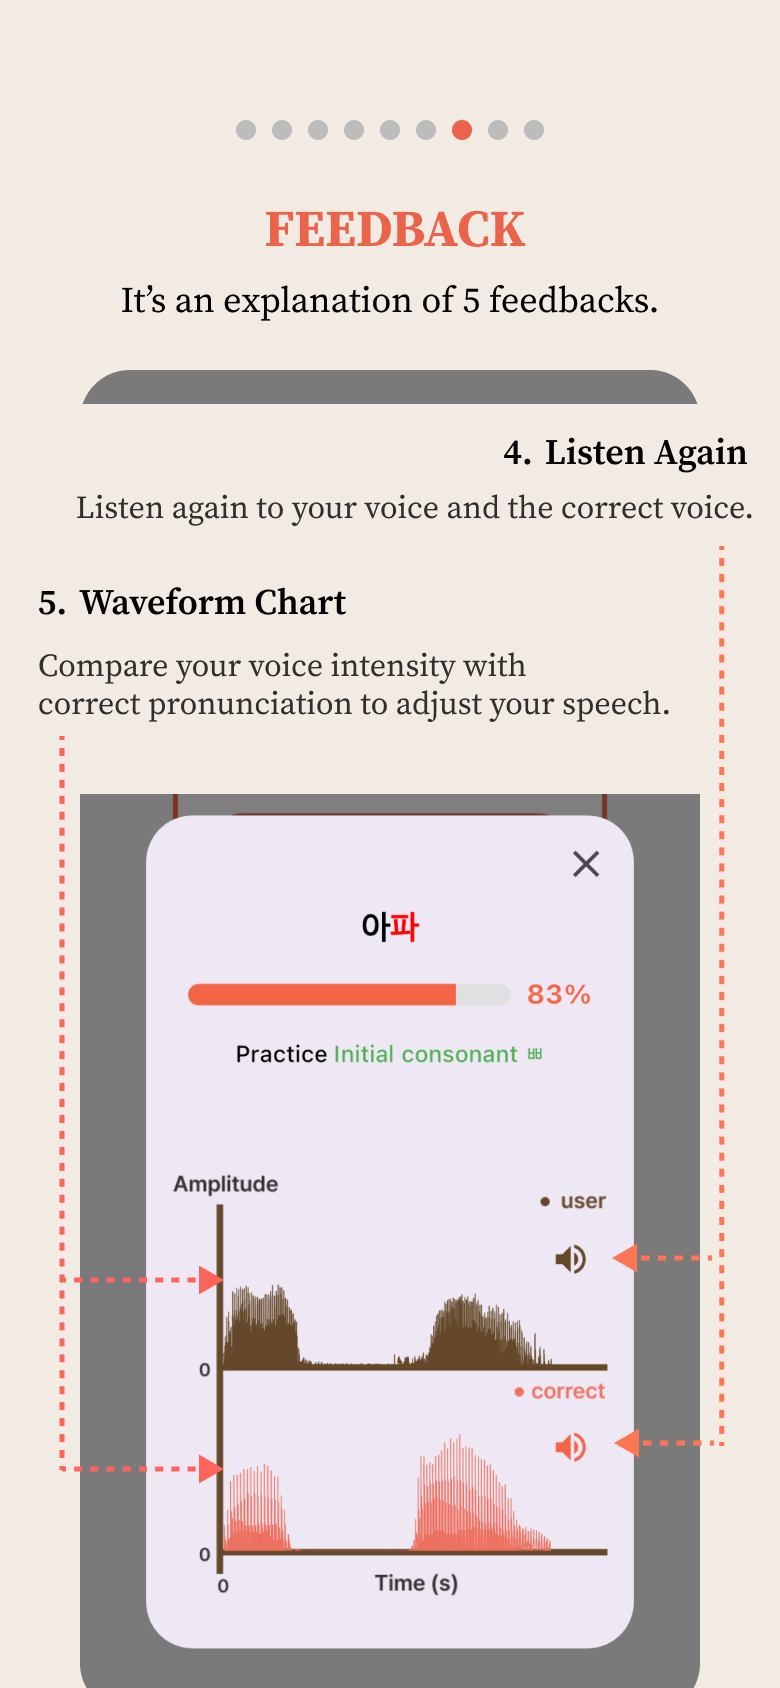 FEEDBACK
It’s an explanation of 5 feedbacks.
4. Listen Again
Listen again to your voice and the correct voice.
5. Waveform Chart
Compare your voice intensity with
correct pronunciation to adjust your speech.
아파
83%
Practice Initial consonant ㅃ
Amplitude
user
0
correct
0
0
Time (s)